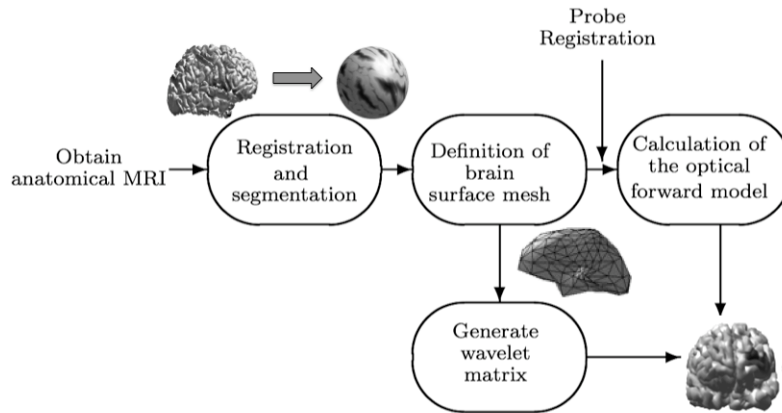 Probe
Registration
Obtain
anatomical MRI
Registration
and
segmentation
Definition of
brain
surface mesh
Calculation of
the optical
forward model
Generate
wavelet
matrix